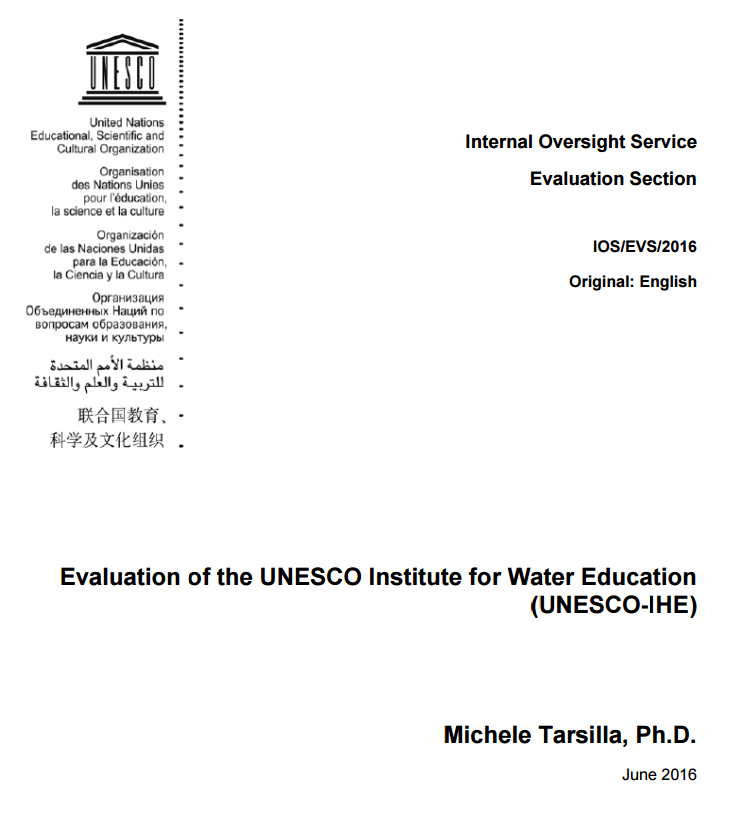 UNESCO
United Nations
Educational, Scientific and
Cultural Organization
Organisation
des Nations Unies
pour l'éducation,
la science et la culture
Organización
de las Naciones Unidas
para la Educación,
la Ciencia y la Cultura
Организация
Объединенных Наций по
вопросам образования,
науки и культуры
منظمة الأمم المتحدة
للتربية والعلم والثقافة
联合国教育、
科学及文化组织
Internal Oversight Service
Evaluation Section
IOS/EVS/2016
Original: English
Evaluation of the UNESCO Institute for Water Education
(UNESCO-IHE)
Michele Tarsilla, Ph.D.
June 2016